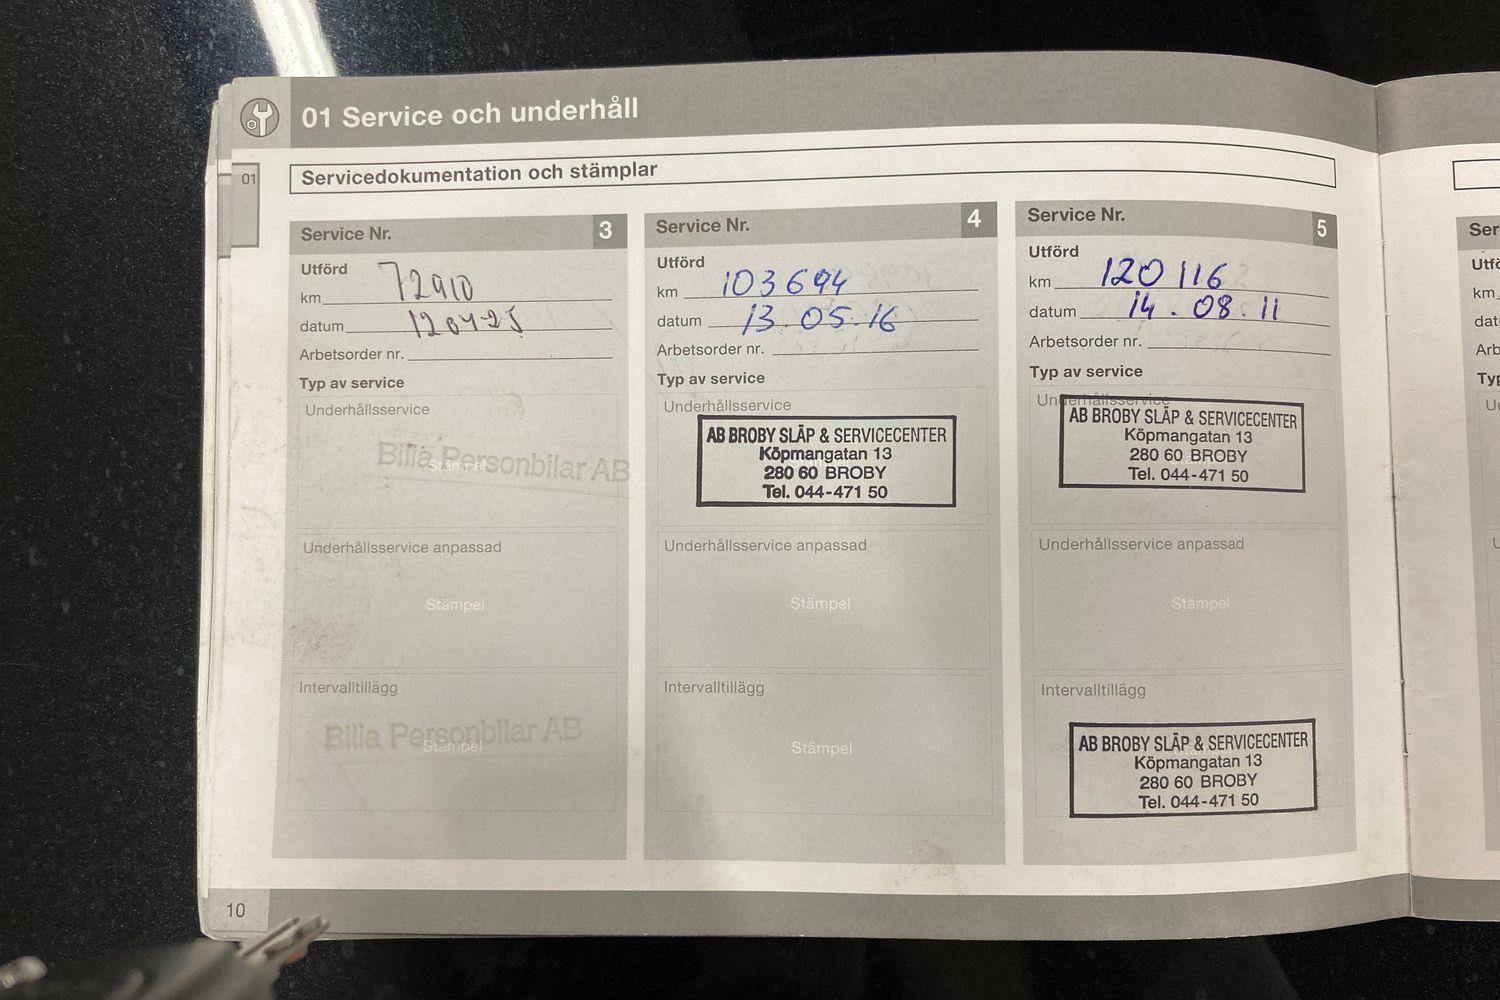 01 Service och underhåll
01
Servicedokumentation och stämplar
Service Nr. 3
Utförd
km 72910
datum 120425
Arbetsorder nr.
Typ av service
Underhållsservice
Stämpel
Bilia Personbilar AB
Underhållsservice anpassad
Stämpel
Intervalltillägg
Bilia Personbilar AB
Stämpel
Service Nr. 4
Utförd
km 103694
datum 13.05.16
Arbetsorder nr.
Typ av service
Underhållsservice
AB BROBY SLÄP & SERVICECENTER
Köpmangatan 13
280 60 BROBY
Tel. 044-471 50
Underhållsservice anpassad
Stämpel
Intervalltillägg
Stämpel
Service Nr. 5
Utförd
km 120116
datum 14.08.11
Arbetsorder nr.
Typ av service
Underhållsservice
AB BROBY SLÄP & SERVICECENTER
Köpmangatan 13
280 60 BROBY
Tel. 044-471 50
Underhållsservice anpassad
Stämpel
Intervalltillägg
AB BROBY SLÄP & SERVICECENTER
Köpmangatan 13
280 60 BROBY
Tel. 044-471 50
km
10